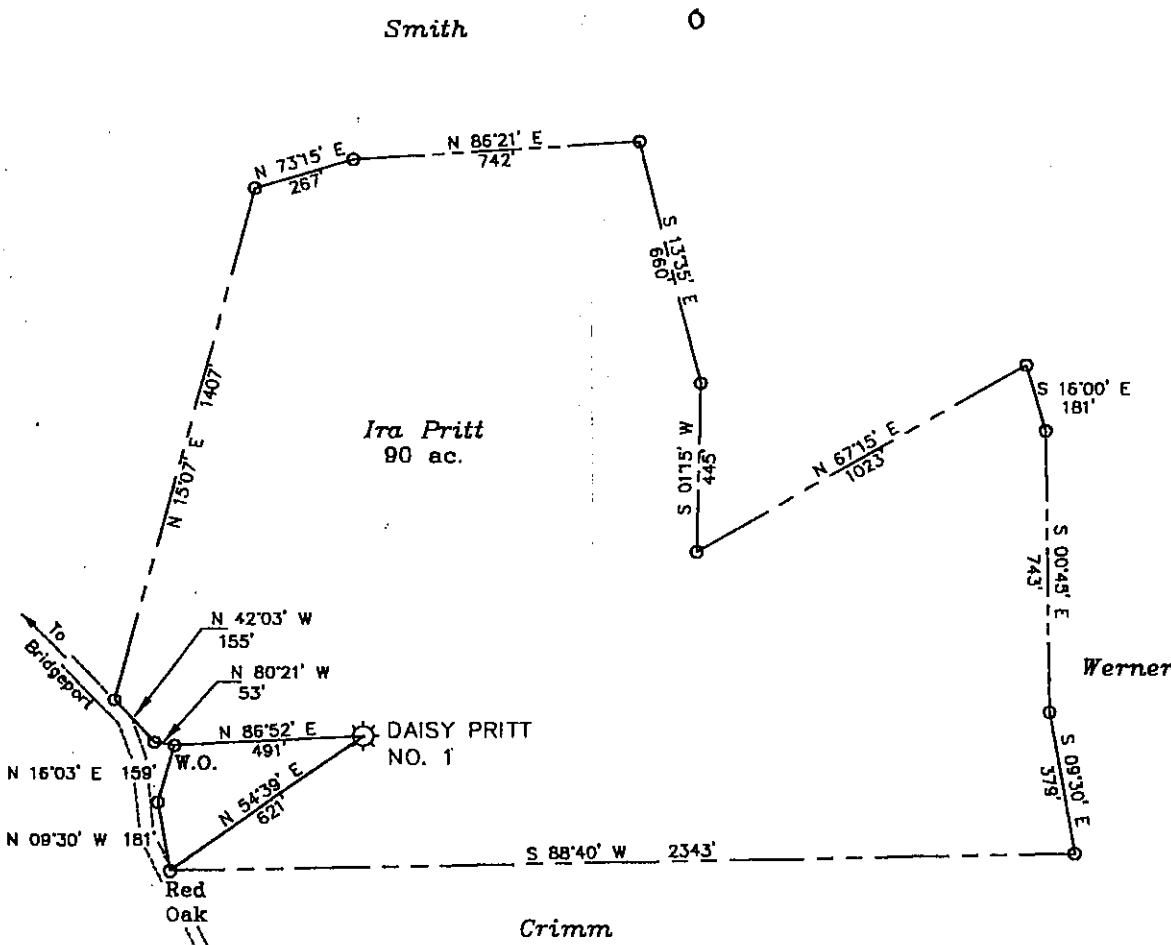 Smith
O
N 73°15' E
267'
N 86°21' E
742'
S 13°35' E
660'
N 15°07' E 1407'
Ira Pritt
90 ac.
S 01°15' W
445'
N 67°15' E
1023'
S 16°00' E
181'
S 00°45' E
743'
To
Bridgeport
N 42°03' W
155'
N 80°21' W
53'
Werner
N 86°52' E
491'
DAISY PRITT
NO. 1
W.O.
N 16°03' E 159'
N 54°39' E
621'
S 09°30' E
379'
N 09°30' W 181'
S 88°40' W 2343'
Red
Oak
Crimm